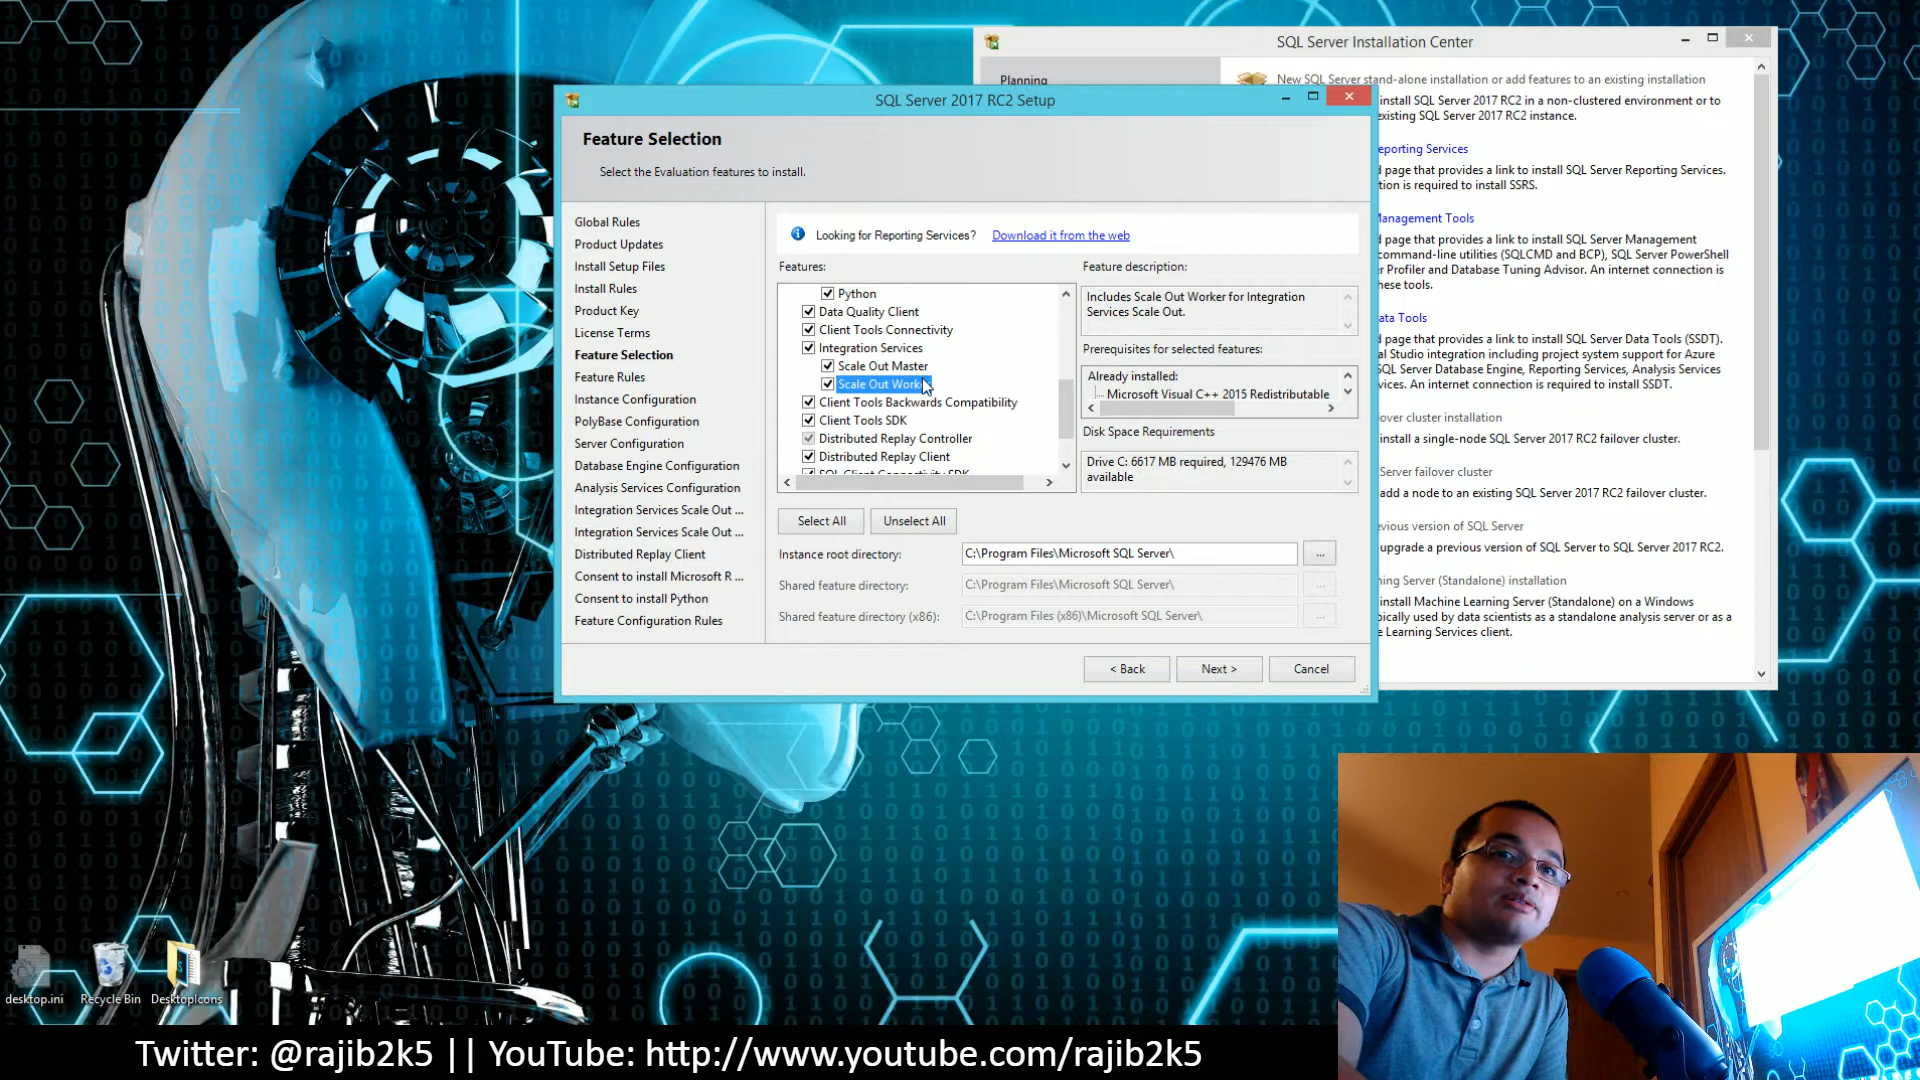 SQL Server Installation Center
Planning
New SQL Server stand-alone installation or add features to an existing installation
install SQL Server 2017 RC2 in a non-clustered environment or to
existing SQL Server 2017 RC2 instance.
eporting Services
d page that provides a link to install SQL Server Reporting Services.
tion is required to install SSRS.
Management Tools
d page that provides a link to install SQL Server Management
command-line utilities (SQLCMD and BCP), SQL Server PowerShell
r Profiler and Database Tuning Advisor. An internet connection is
hese tools.
ata Tools
d page that provides a link to install SQL Server Data Tools (SSDT).
al Studio integration including project system support for Azure
SQL Server Database Engine, Reporting Services, Analysis Services
ices. An internet connection is required to install SSDT.
over cluster installation
install a single-node SQL Server 2017 RC2 failover cluster.
Server failover cluster
add a node to an existing SQL Server 2017 RC2 failover cluster.
evious version of SQL Server
upgrade a previous version of SQL Server to SQL Server 2017 RC2.
ning Server (Standalone) installation
install Machine Learning Server (Standalone) on a Windows
pically used by data scientists as a standalone analysis server or as a
e Learning Services client.
SQL Server 2017 RC2 Setup
Feature Selection
Select the Evaluation features to install.
Global Rules
Product Updates
Install Setup Files
Install Rules
Product Key
License Terms
Feature Selection
Feature Rules
Instance Configuration
PolyBase Configuration
Server Configuration
Database Engine Configuration
Analysis Services Configuration
Integration Services Scale Out ...
Integration Services Scale Out ...
Distributed Replay Client
Consent to install Microsoft R ...
Consent to install Python
Feature Configuration Rules
Looking for Reporting Services? Download it from the web
Features:
Python
Data Quality Client
Client Tools Connectivity
Integration Services
Scale Out Master
Scale Out Work
Client Tools Backwards Compatibility
Client Tools SDK
Distributed Replay Controller
Distributed Replay Client
SQL Client Connectivity SDK
Feature description:
Includes Scale Out Worker for Integration
Services Scale Out.
Prerequisites for selected features:
Already installed:
Microsoft Visual C++ 2015 Redistributable
Disk Space Requirements
Drive C: 6617 MB required, 129476 MB
available
Select All
Unselect All
Instance root directory: C:\Program Files\Microsoft SQL Server\ ...
Shared feature directory: C:\Program Files\Microsoft SQL Server\ ...
Shared feature directory (x86): C:\Program Files (x86)\Microsoft SQL Server\ ...
< Back
Next >
Cancel
desktop.ini
Recycle Bin
DesktopIcons
Twitter: @rajib2k5 || YouTube: http://www.youtube.com/rajib2k5